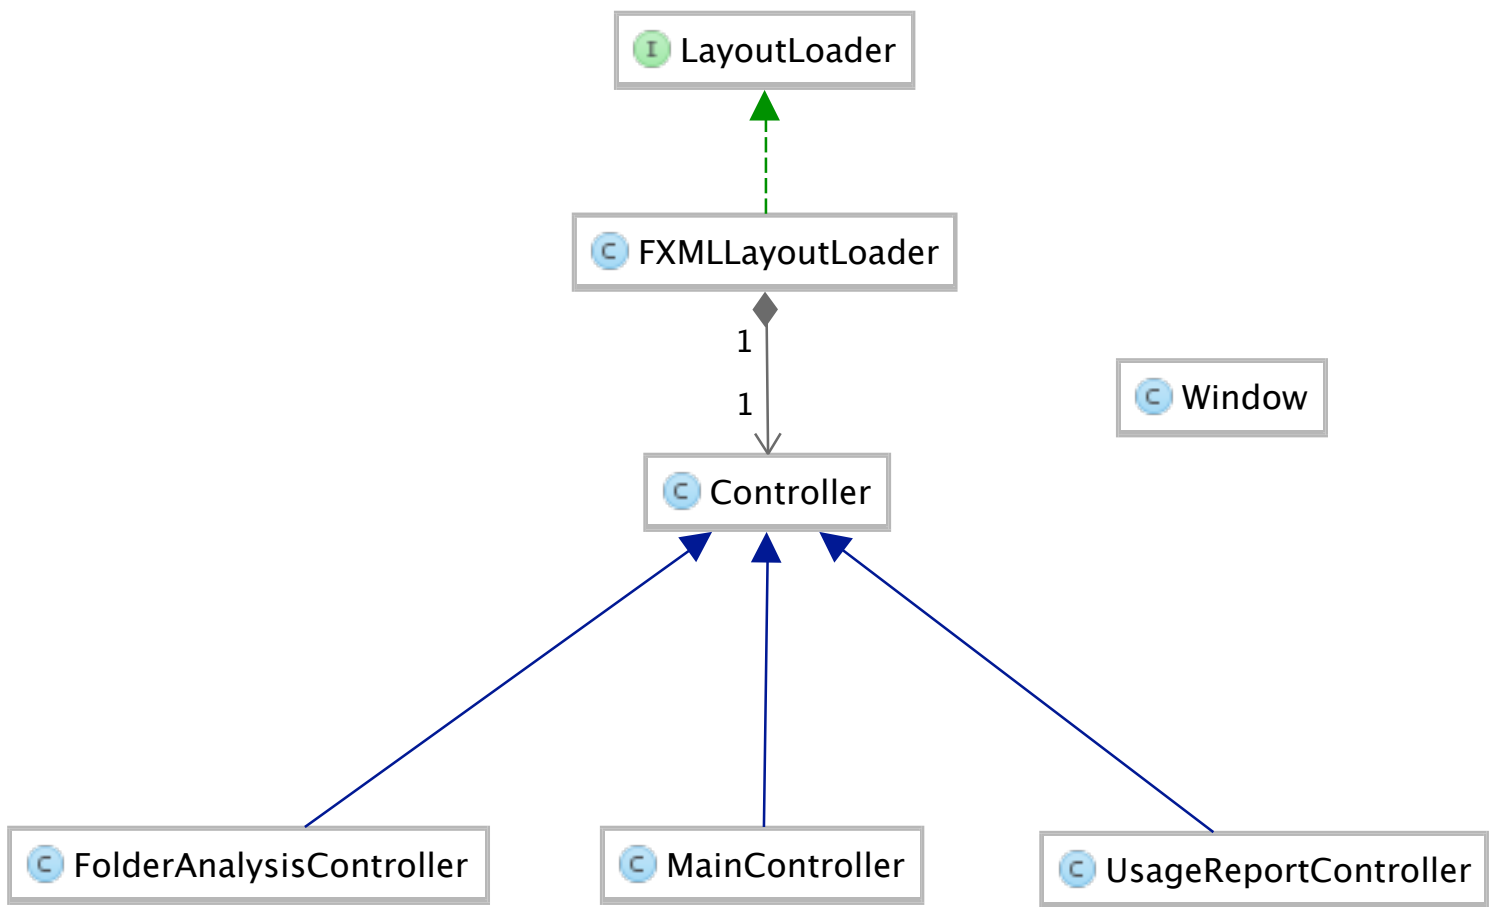 I LayoutLoader
C FXMLLayoutLoader
1
C Window
1
C Controller
C FolderAnalysisController
C MainController
C UsageReportController